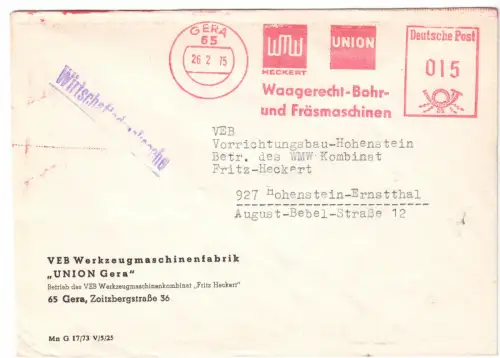 GERA
65
26 2 75
WMW
HECKERT
UNION
Waagerecht-Bohr-
und Fräsmaschinen
Deutsche Post
015
Wirtschaftsdrucksache
VEB
Vorrichtungsbau-Hohenstein
Betr. des WMW-Kombinat
Fritz-Heckert
927 Hohenstein-Ernstthal
August-Bebel-Straße 12
VEB Werkzeugmaschinenfabrik
„UNION Gera"
Betrieb des VEB Werkzeugmaschinenkombinat „Fritz Heckert"
65 Gera, Zoitzbergstraße 36
Mn G 17/73 V/5/25